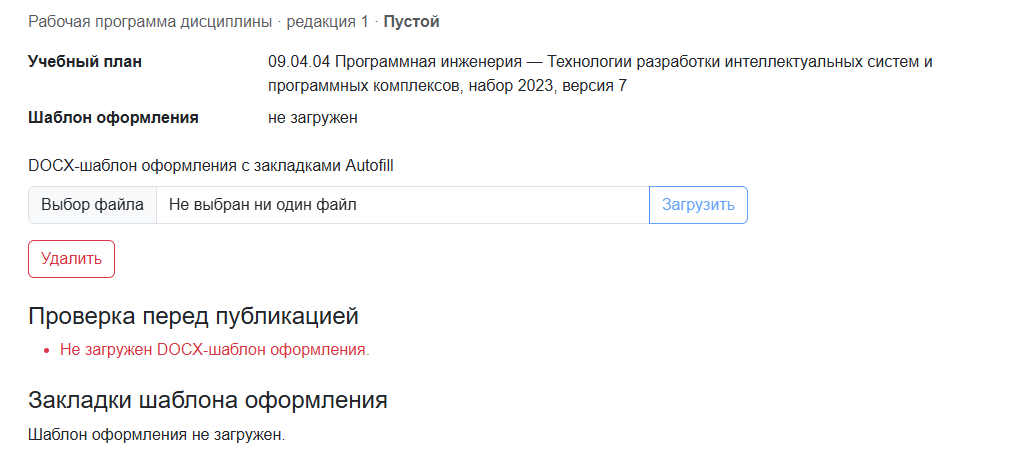 Рабочая программа дисциплины · редакция 1 · Пустой
Учебный план
09.04.04 Программная инженерия — Технологии разработки интеллектуальных систем и
программных комплексов, набор 2023, версия 7
Шаблон оформления
не загружен
DOCX-шаблон оформления с закладками Autofill
Выбор файла
Не выбран ни один файл
Загрузить
Удалить
Проверка перед публикацией
• Не загружен DOCX-шаблон оформления.
Закладки шаблона оформления
Шаблон оформления не загружен.